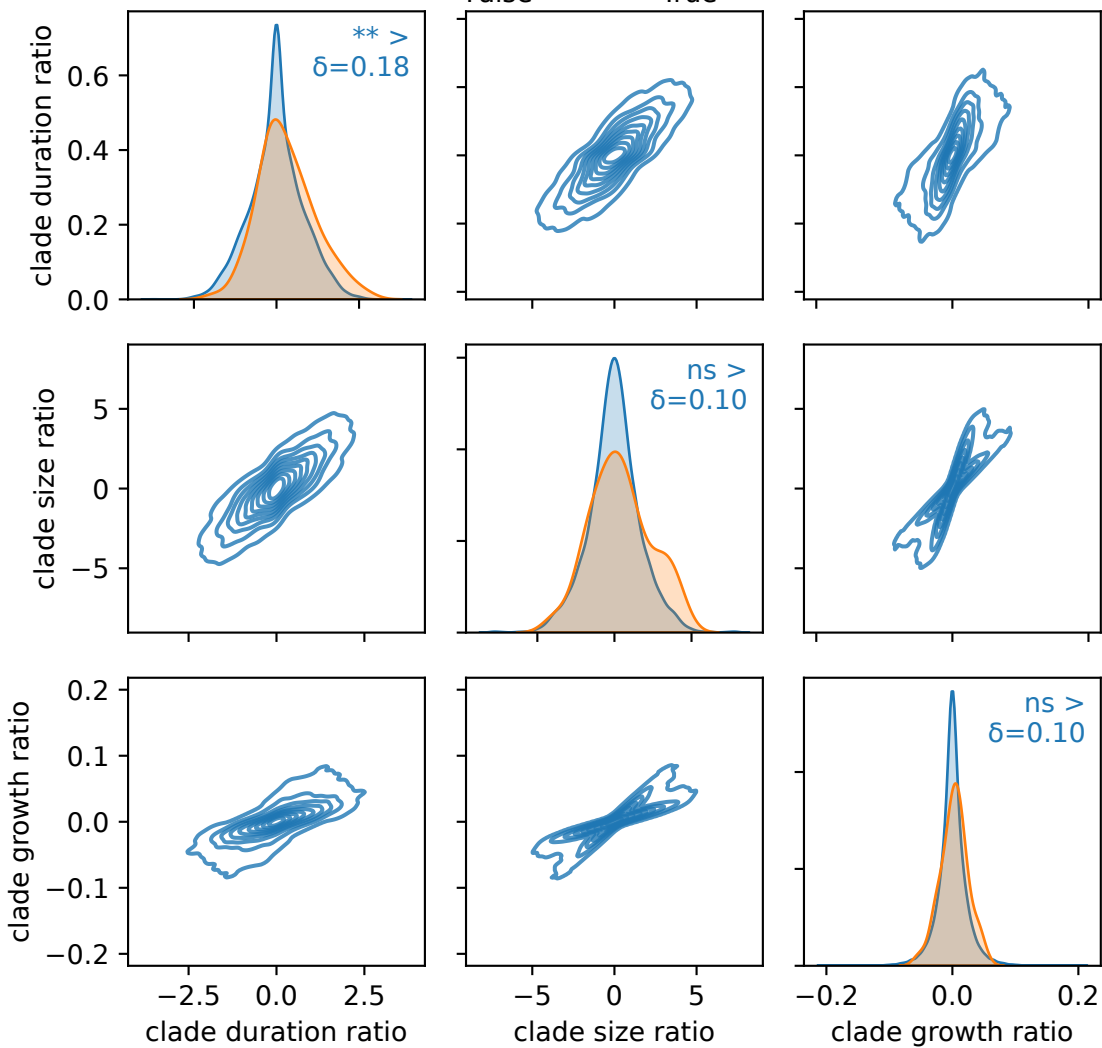 ** >
δ=0.18
clade duration ratio
0.6
0.4
0.2
0.0
ns >
δ=0.10
clade size ratio
5
0
−5
ns >
δ=0.10
clade growth ratio
0.2
0.1
0.0
−0.1
−0.2
−2.5 0.0 2.5
−5 0 5
−0.2 0.0 0.2
clade duration ratio
clade size ratio
clade growth ratio